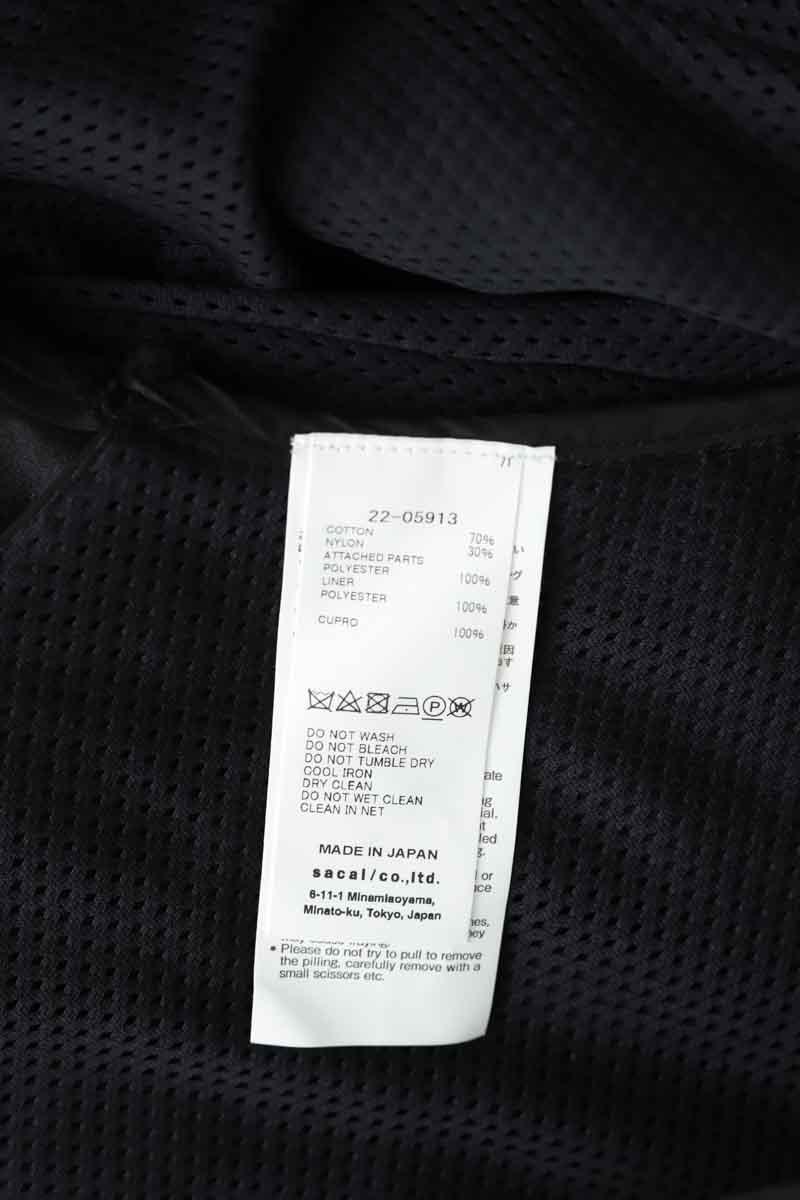 22-05913
COTTON 70%
NYLON 30%
ATTACHED PARTS
POLYESTER 100%
LINER
POLYESTER 100%
CUPRO 100%
P
W
DO NOT WASH
DO NOT BLEACH
DO NOT TUMBLE DRY
COOL IRON
DRY CLEAN
DO NOT WET CLEAN
CLEAN IN NET
MADE IN JAPAN
sacai/co.,ltd.
6-11-1 Minamiaoyama,
Minato-ku, Tokyo, Japan
• Please do not try to pull to remove
the pilling, carefully remove with a
small scissors etc.